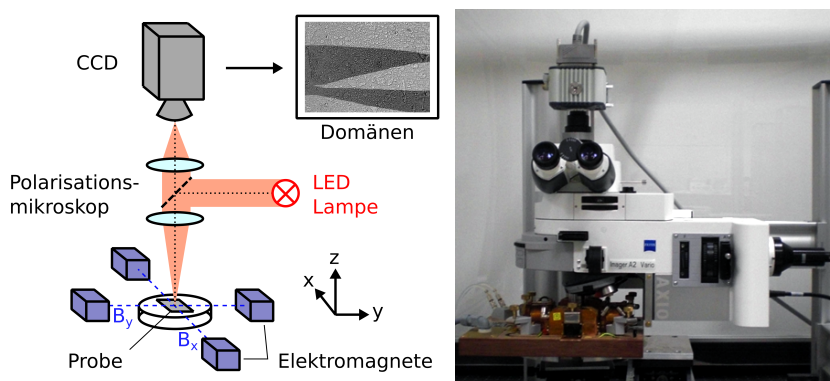 CCD
Domänen
Polarisations-
mikroskop
LED
Lampe
z
x
y
By
Bx
Probe
Elektromagnete
ZEISS
Imager.A2 Vario
AXIO